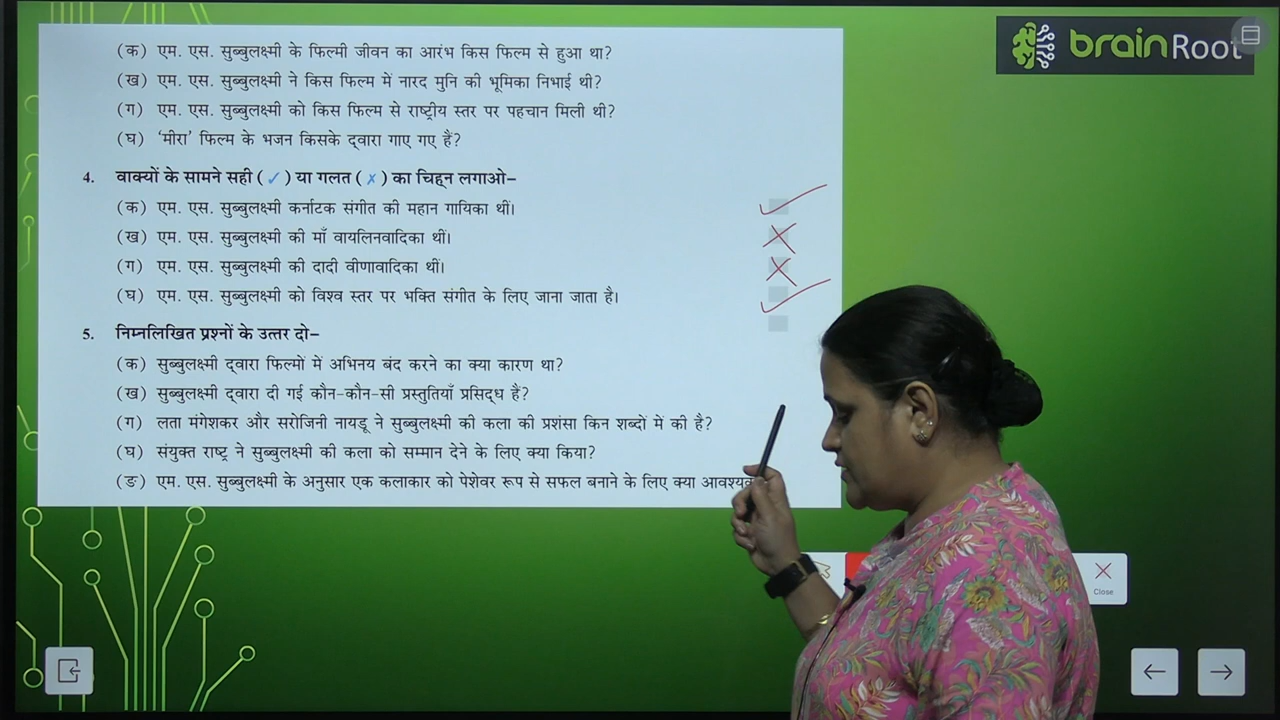 brainRoot
(क) एम. एस. सुब्बुलक्ष्मी के फिल्मी जीवन का आरंभ किस फिल्म से हुआ था?
(ख) एम. एस. सुब्बुलक्ष्मी ने किस फिल्म में नारद मुनि की भूमिका निभाई थी?
(ग) एम. एस. सुब्बुलक्ष्मी को किस फिल्म से राष्ट्रीय स्तर पर पहचान मिली थी?
(घ) ‘मीरा’ फिल्म के भजन किसके द्वारा गाए गए हैं?
4. वाक्यों के सामने सही (✓) या गलत (✗) का चिह्न लगाओ–
(क) एम. एस. सुब्बुलक्ष्मी कर्नाटक संगीत की महान गायिका थीं। ✓
(ख) एम. एस. सुब्बुलक्ष्मी की माँ वायलिनवादिका थीं। ✗
(ग) एम. एस. सुब्बुलक्ष्मी की दादी वीणावादिका थीं। ✗
(घ) एम. एस. सुब्बुलक्ष्मी को विश्व स्तर पर भक्ति संगीत के लिए जाना जाता है। ✓
5. निम्नलिखित प्रश्नों के उत्तर दो–
(क) सुब्बुलक्ष्मी द्वारा फिल्मों में अभिनय बंद करने का क्या कारण था?
(ख) सुब्बुलक्ष्मी द्वारा दी गई कौन-कौन-सी प्रस्तुतियाँ प्रसिद्ध हैं?
(ग) लता मंगेशकर और सरोजिनी नायडू ने सुब्बुलक्ष्मी की कला की प्रशंसा किन शब्दों में की है?
(घ) संयुक्त राष्ट्र ने सुब्बुलक्ष्मी की कला को सम्मान देने के लिए क्या किया?
(ङ) एम. एस. सुब्बुलक्ष्मी के अनुसार एक कलाकार को पेशेवर रूप से सफल बनाने के लिए क्या
Close